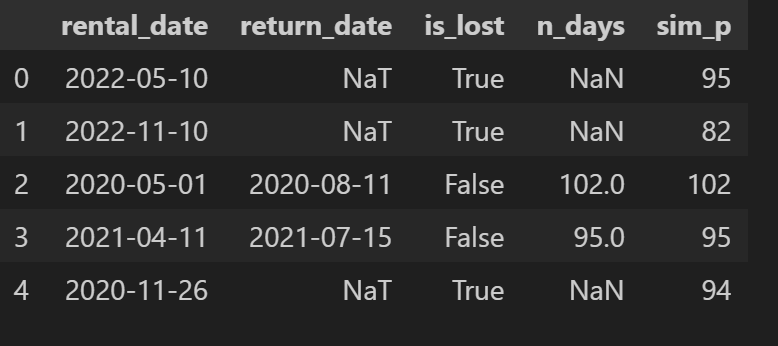 rental_date return_date is_lost n_days sim_p
0 2022-05-10 NaT True NaN 95
1 2022-11-10 NaT True NaN 82
2 2020-05-01 2020-08-11 False 102.0 102
3 2021-04-11 2021-07-15 False 95.0 95
4 2020-11-26 NaT True NaN 94